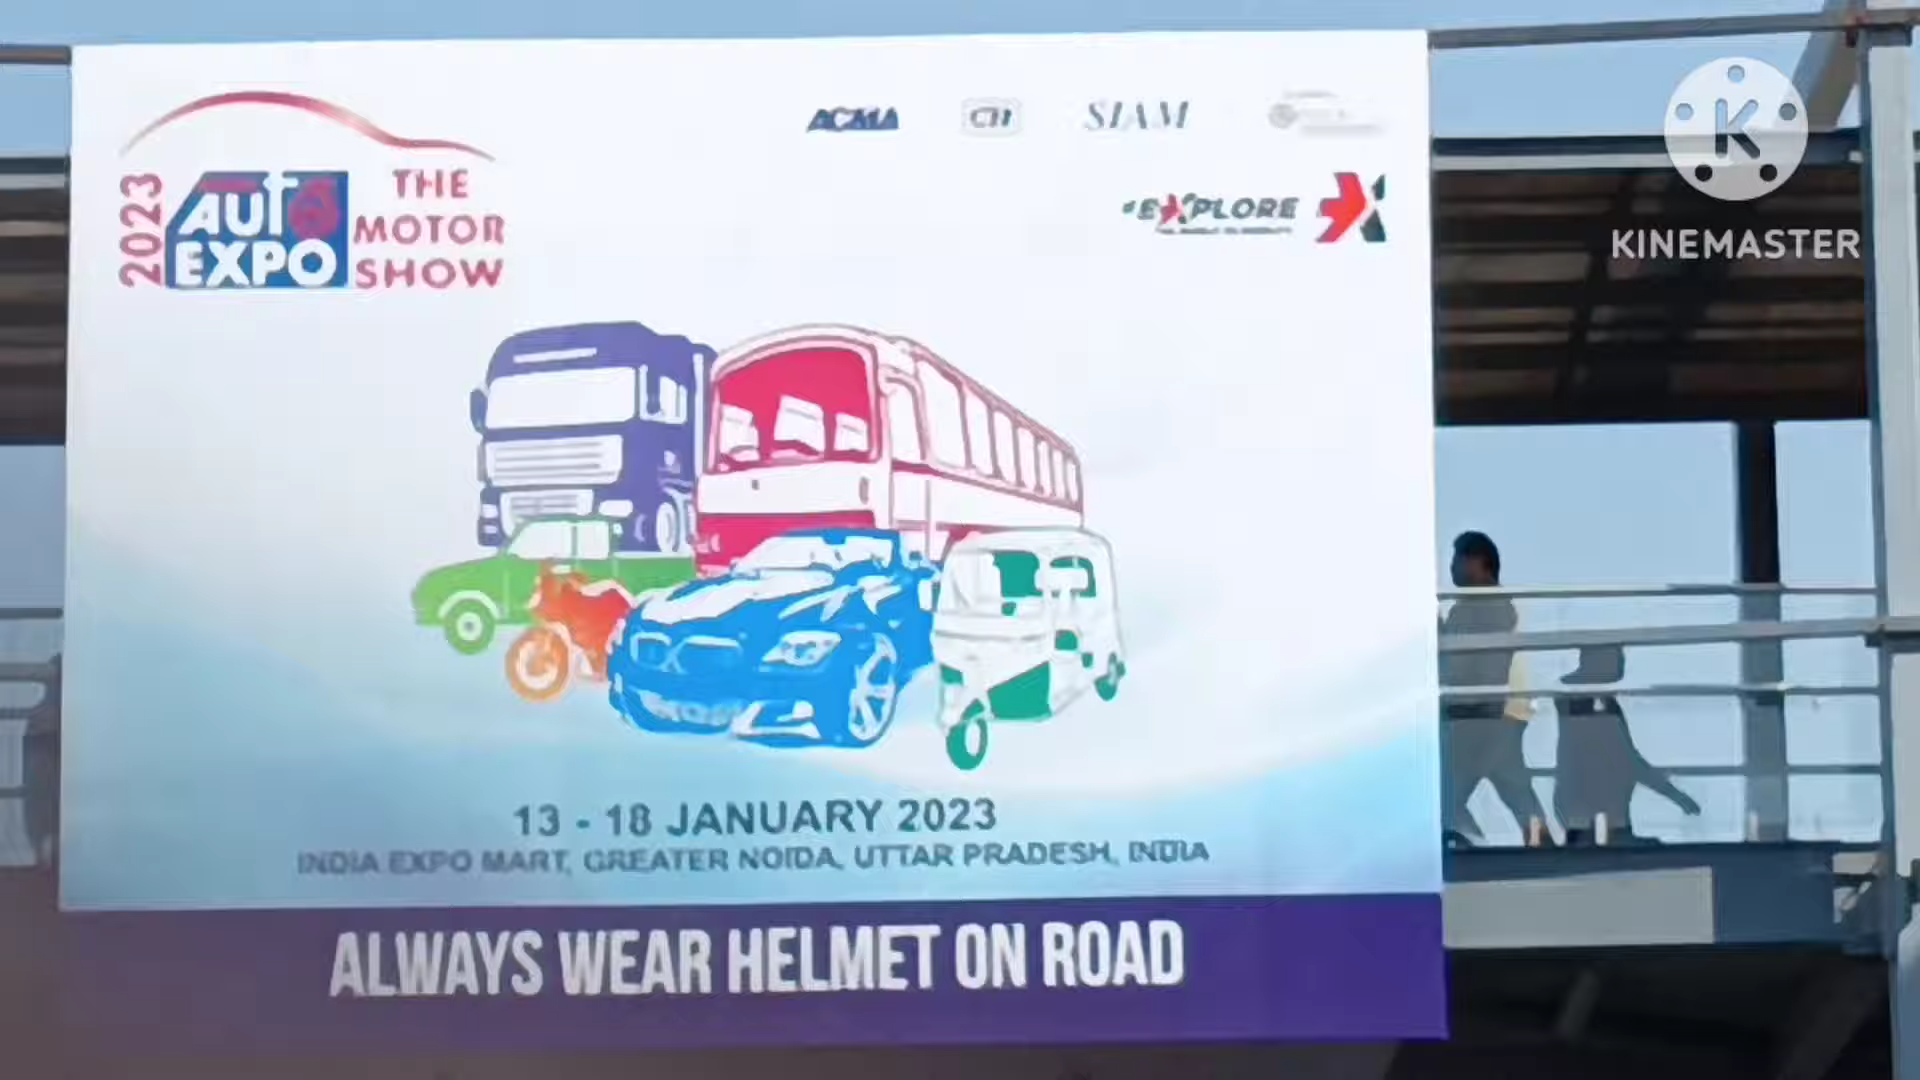 2023
AUTO
EXPO
THE
MOTOR
SHOW
ACMA
CII
SIAM
#EXPLORE
13 - 18 JANUARY 2023
INDIA EXPO MART, GREATER NOIDA, UTTAR PRADESH, INDIA
ALWAYS WEAR HELMET ON ROAD
K
KINEMASTER